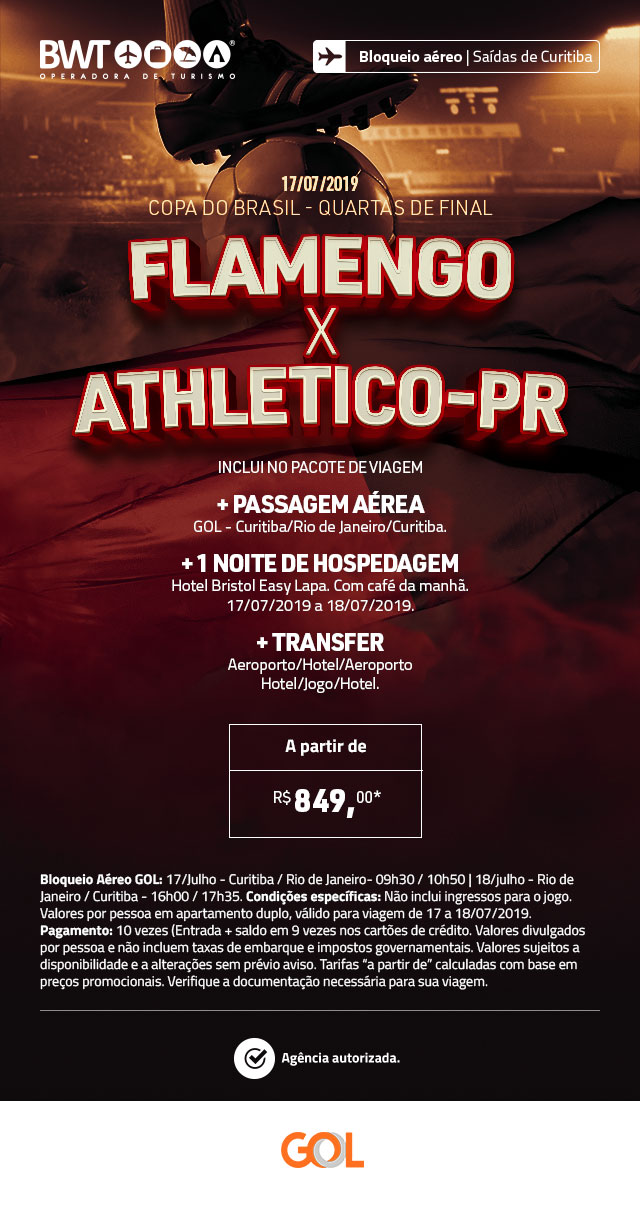 BWT
OPERADORA DE TURISMO
Bloqueio aéreo | Saídas de Curitiba
17/07/2019
COPA DO BRASIL - QUARTAS DE FINAL
FLAMENGO
X
ATHLETICO-PR
INCLUI NO PACOTE DE VIAGEM
+ PASSAGEM AÉREA
GOL - Curitiba/Rio de Janeiro/Curitiba.
+ 1 NOITE DE HOSPEDAGEM
Hotel Bristol Easy Lapa. Com café da manhã.
17/07/2019 a 18/07/2019.
+ TRANSFER
Aeroporto/Hotel/Aeroporto
Hotel/Jogo/Hotel.
A partir de
R$ 849,00*
Bloqueio Aéreo GOL: 17/Julho - Curitiba / Rio de Janeiro- 09h30 / 10h50 | 18/julho - Rio de
Janeiro / Curitiba - 16h00 / 17h35. Condições específicas: Não inclui ingressos para o jogo.
Valores por pessoa em apartamento duplo, válido para viagem de 17 a 18/07/2019.
Pagamento: 10 vezes (Entrada + saldo em 9 vezes nos cartões de crédito. Valores divulgados
por pessoa e não incluem taxas de embarque e impostos governamentais. Valores sujeitos a
disponibilidade e a alterações sem prévio aviso. Tarifas “a partir de” calculadas com base em
preços promocionais. Verifique a documentação necessária para sua viagem.
Agência autorizada.
GOL